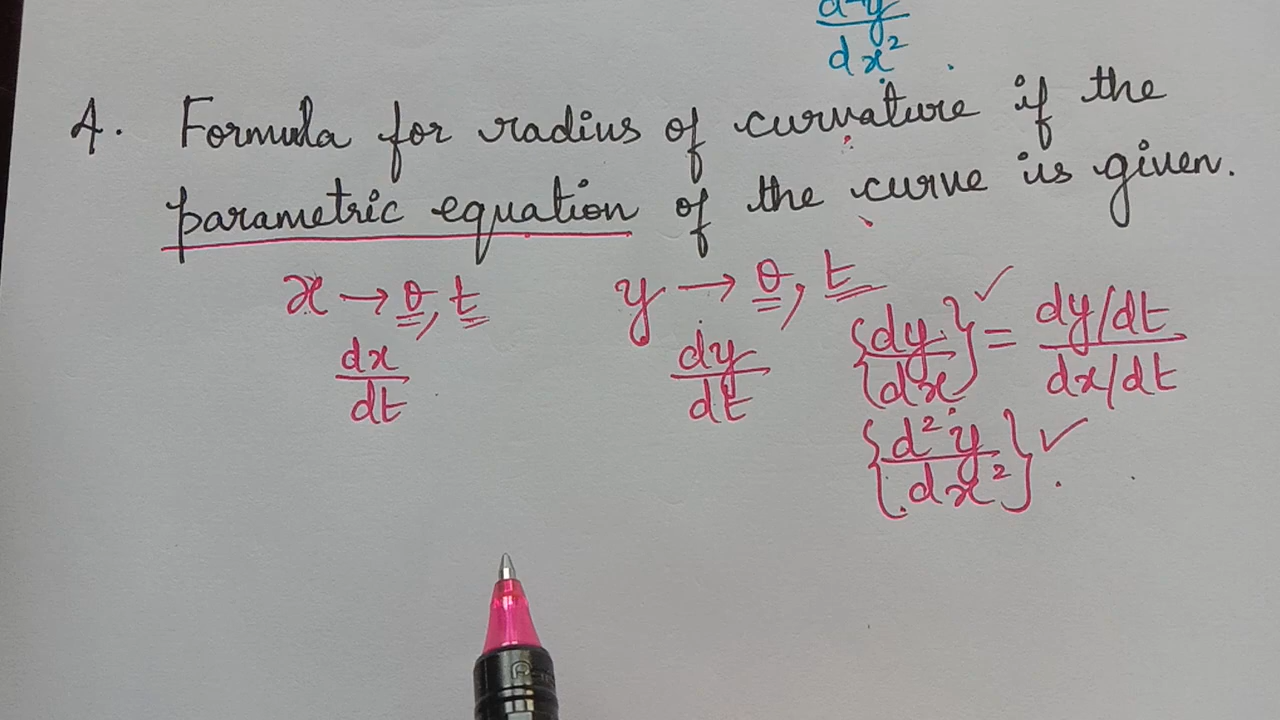 d²y
dx²
4. Formula for radius of curvature if the
parametric equation of the curve is given.
x → θ, t y → θ, t
dx/dt dy/dt {dy/dx} ✓ = dy/dt / dx/dt
{d²y/dx²} ✓.